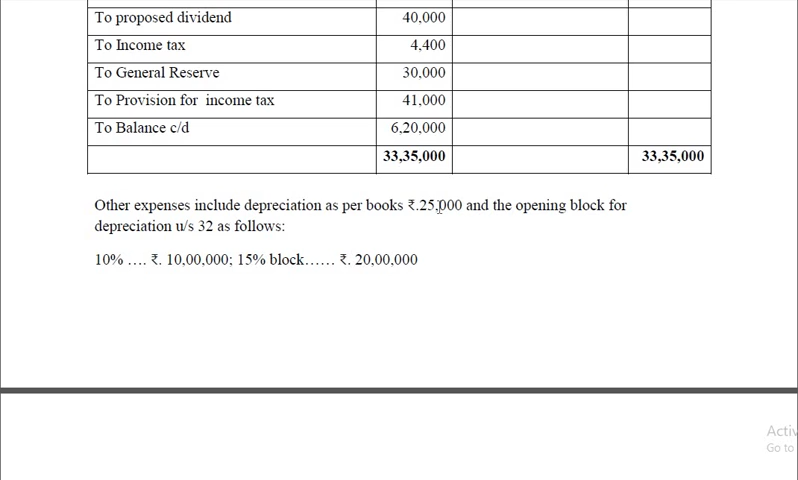 To proposed dividend 40,000
To Income tax 4,400
To General Reserve 30,000
To Provision for income tax 41,000
To Balance c/d 6,20,000
33,35,000 33,35,000
Other expenses include depreciation as per books ₹.25,000 and the opening block for
depreciation u/s 32 as follows:
10% .... ₹. 10,00,000; 15% block...... ₹. 20,00,000
Go to